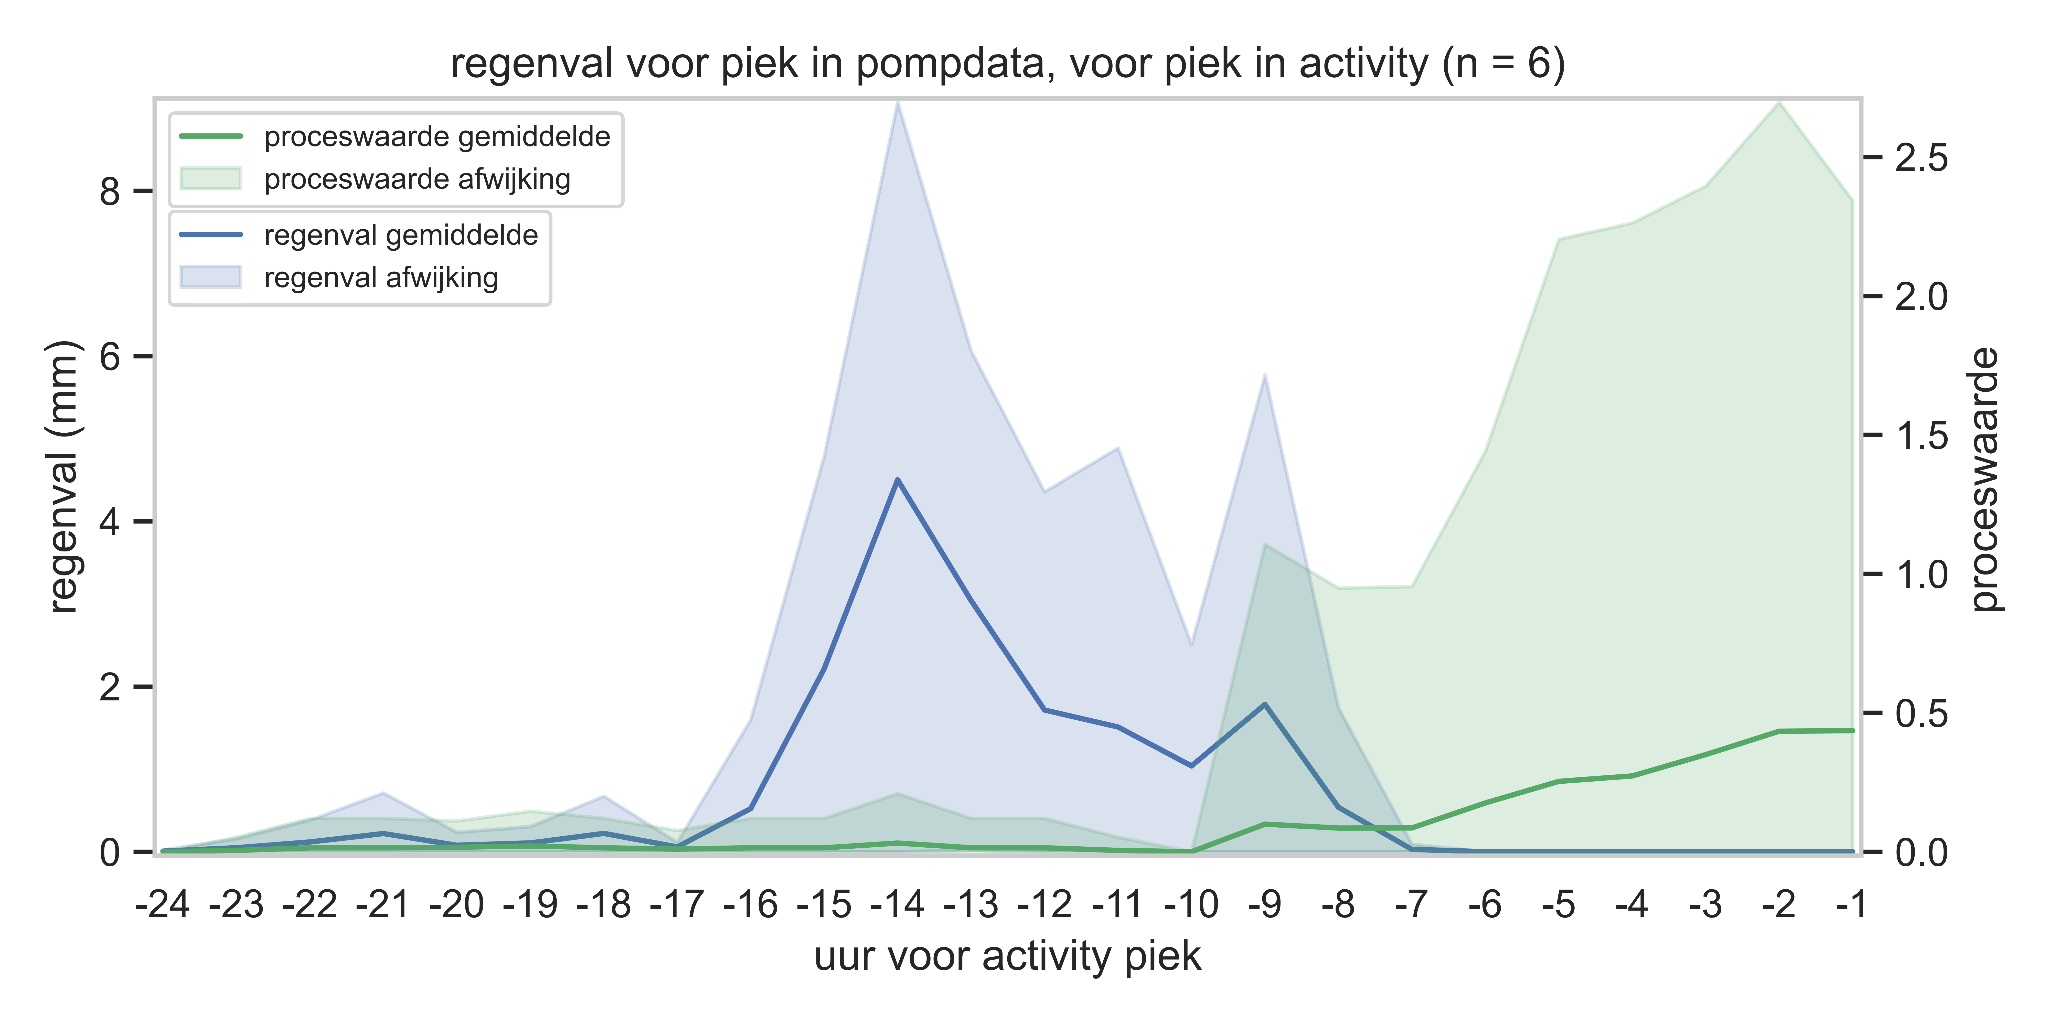 regenval voor piek in pompdata, voor piek in activity (n = 6)
proceswaarde gemiddelde
proceswaarde afwijking
regenval gemiddelde
regenval afwijking
regenval (mm)
8
6
4
2
0
2.5
2.0
1.5
1.0
0.5
0.0
proceswaarde
-24 -23 -22 -21 -20 -19 -18 -17 -16 -15 -14 -13 -12 -11 -10 -9 -8 -7 -6 -5 -4 -3 -2 -1
uur voor activity piek